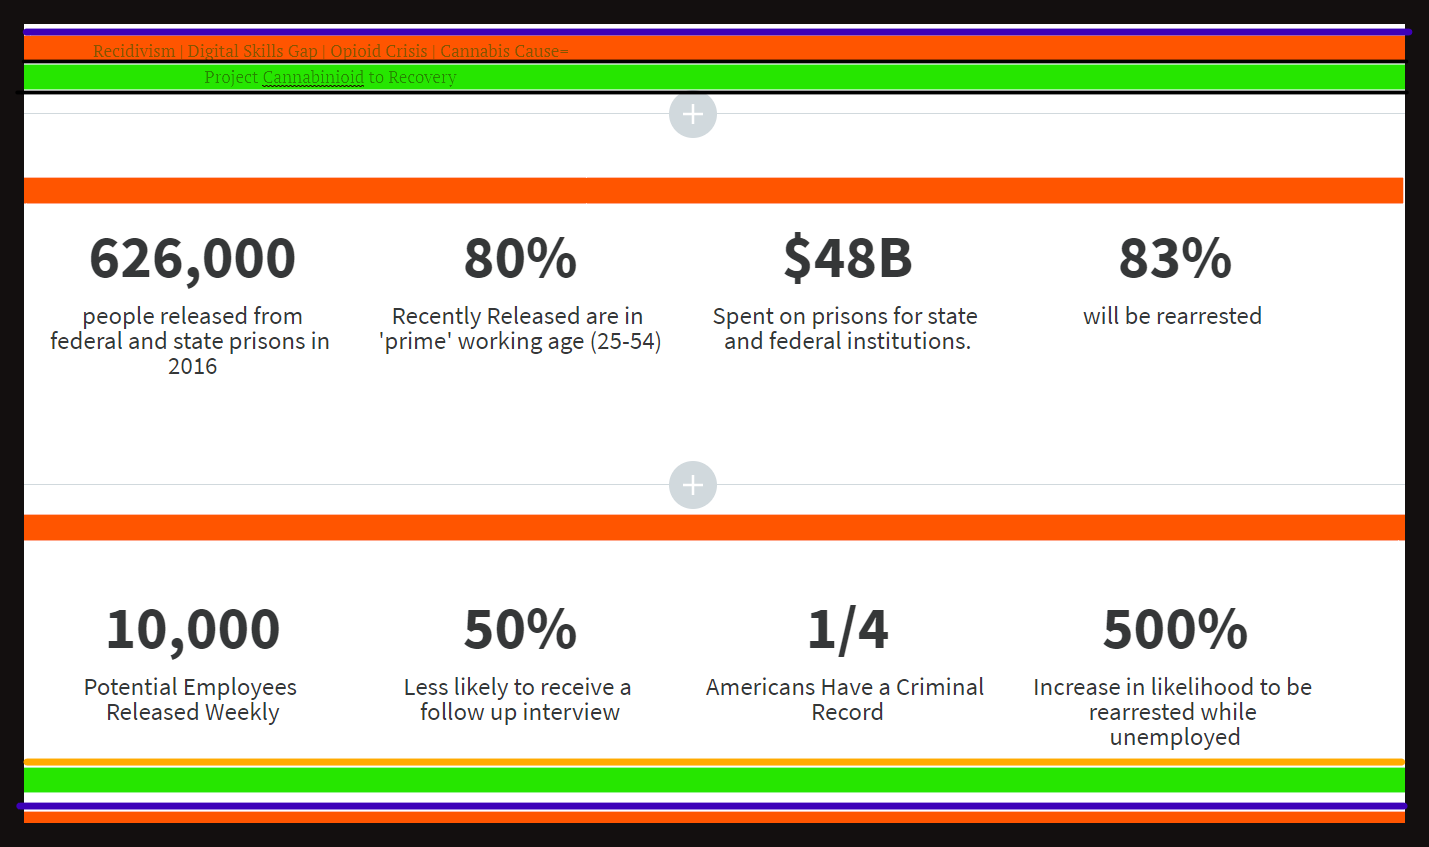 Recidivism | Digital Skills Gap | Opioid Crisis | Cannabis Cause=
Project Cannabinioid to Recovery
626,000
people released from
federal and state prisons in
2016
80%
Recently Released are in
'prime' working age (25-54)
$48B
Spent on prisons for state
and federal institutions.
83%
will be rearrested
10,000
Potential Employees
Released Weekly
50%
Less likely to receive a
follow up interview
1/4
Americans Have a Criminal
Record
500%
Increase in likelihood to be
rearrested while
unemployed